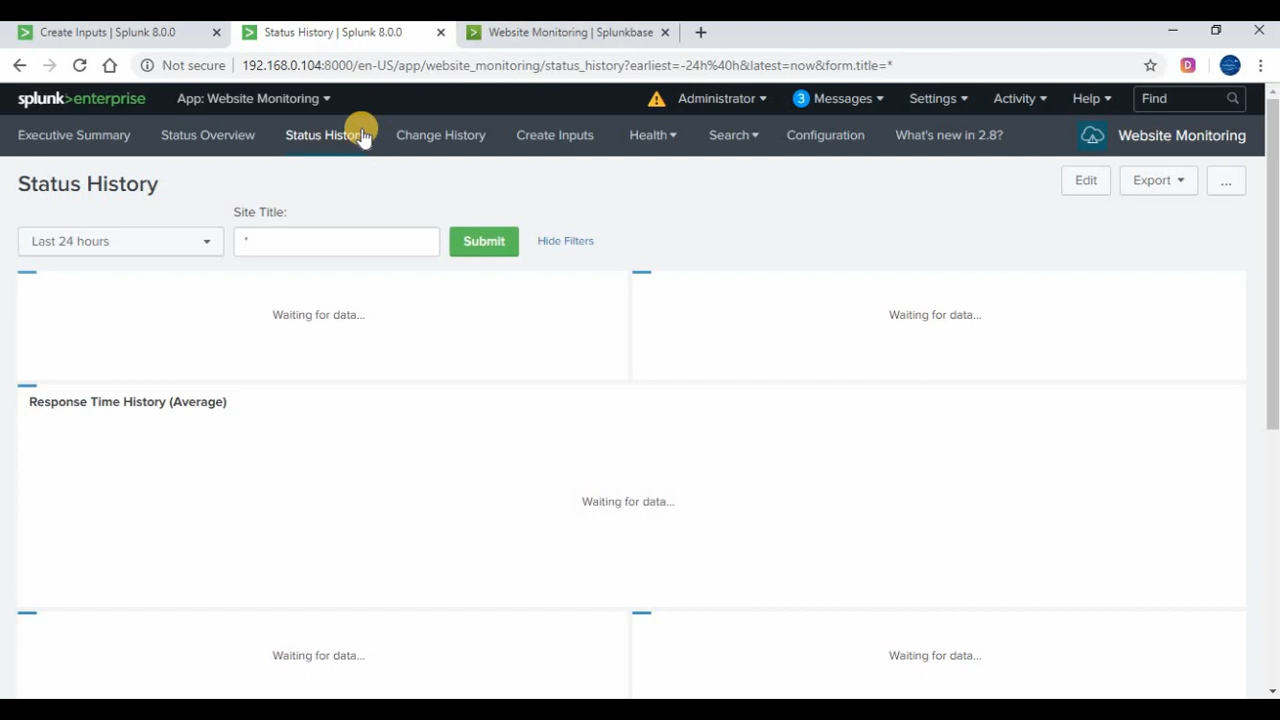 Create Inputs | Splunk 8.0.0
Status History | Splunk 8.0.0
Website Monitoring | Splunkbase
Not secure
192.168.0.104:8000/en-US/app/website_monitoring/status_history?earliest=-24h%40h&latest=now&form.title=*
splunk>enterprise
App: Website Monitoring
Administrator
3 Messages
Settings
Activity
Help
Find
Executive Summary
Status Overview
Status History
Change History
Create Inputs
Health
Search
Configuration
What's new in 2.8?
Website Monitoring
Status History
Edit
Export
...
Site Title:
Last 24 hours
*
Submit
Hide Filters
Waiting for data...
Waiting for data...
Response Time History (Average)
Waiting for data...
Waiting for data...
Waiting for data...